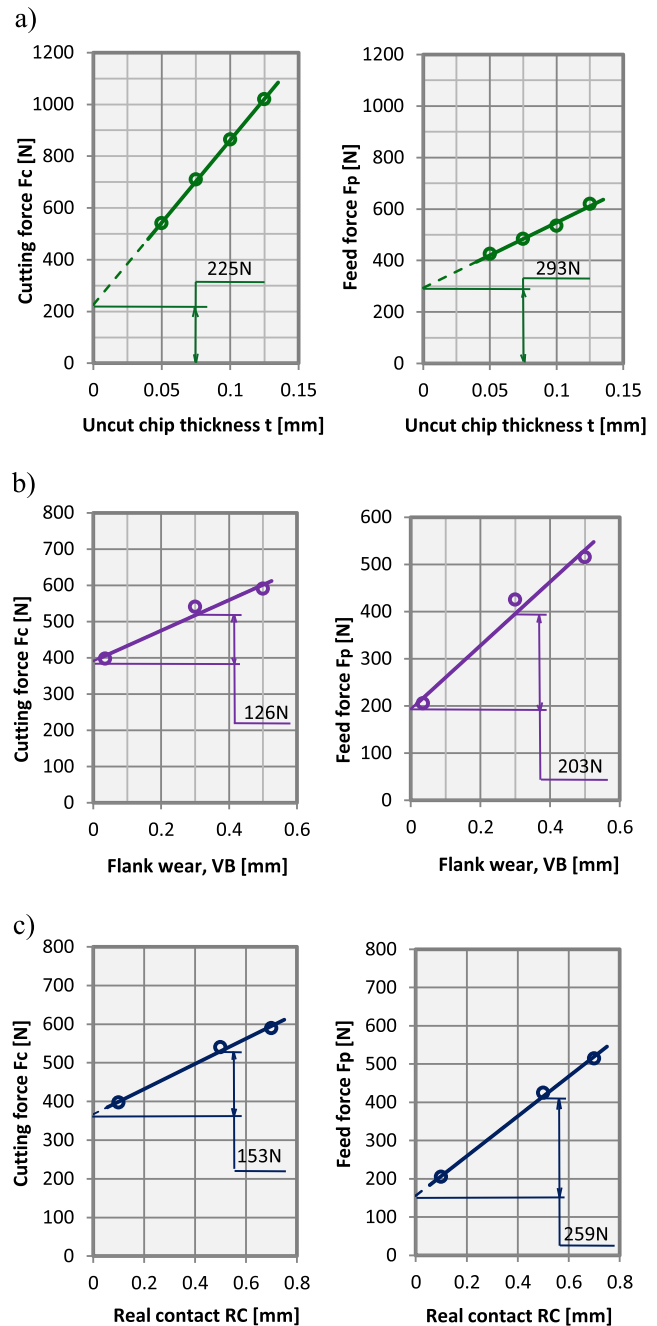 a)
Cutting force Fc [N]
1200
1000
800
600
400
200
0
225N
0 0.05 0.1 0.15
Uncut chip thickness t [mm]
Feed force Fp [N]
1200
1000
800
600
400
200
0
293N
0 0.05 0.1 0.15
Uncut chip thickness t [mm]
b)
Cutting force Fc [N]
800
700
600
500
400
300
200
100
0
126N
0 0.2 0.4 0.6
Flank wear, VB [mm]
Feed force Fp [N]
600
500
400
300
200
100
0
203N
0 0.2 0.4 0.6
Flank wear, VB [mm]
c)
Cutting force Fc [N]
800
700
600
500
400
300
200
100
0
153N
0 0.2 0.4 0.6 0.8
Real contact RC [mm]
Feed force Fp [N]
800
700
600
500
400
300
200
100
0
259N
0 0.2 0.4 0.6 0.8
Real contact RC [mm]